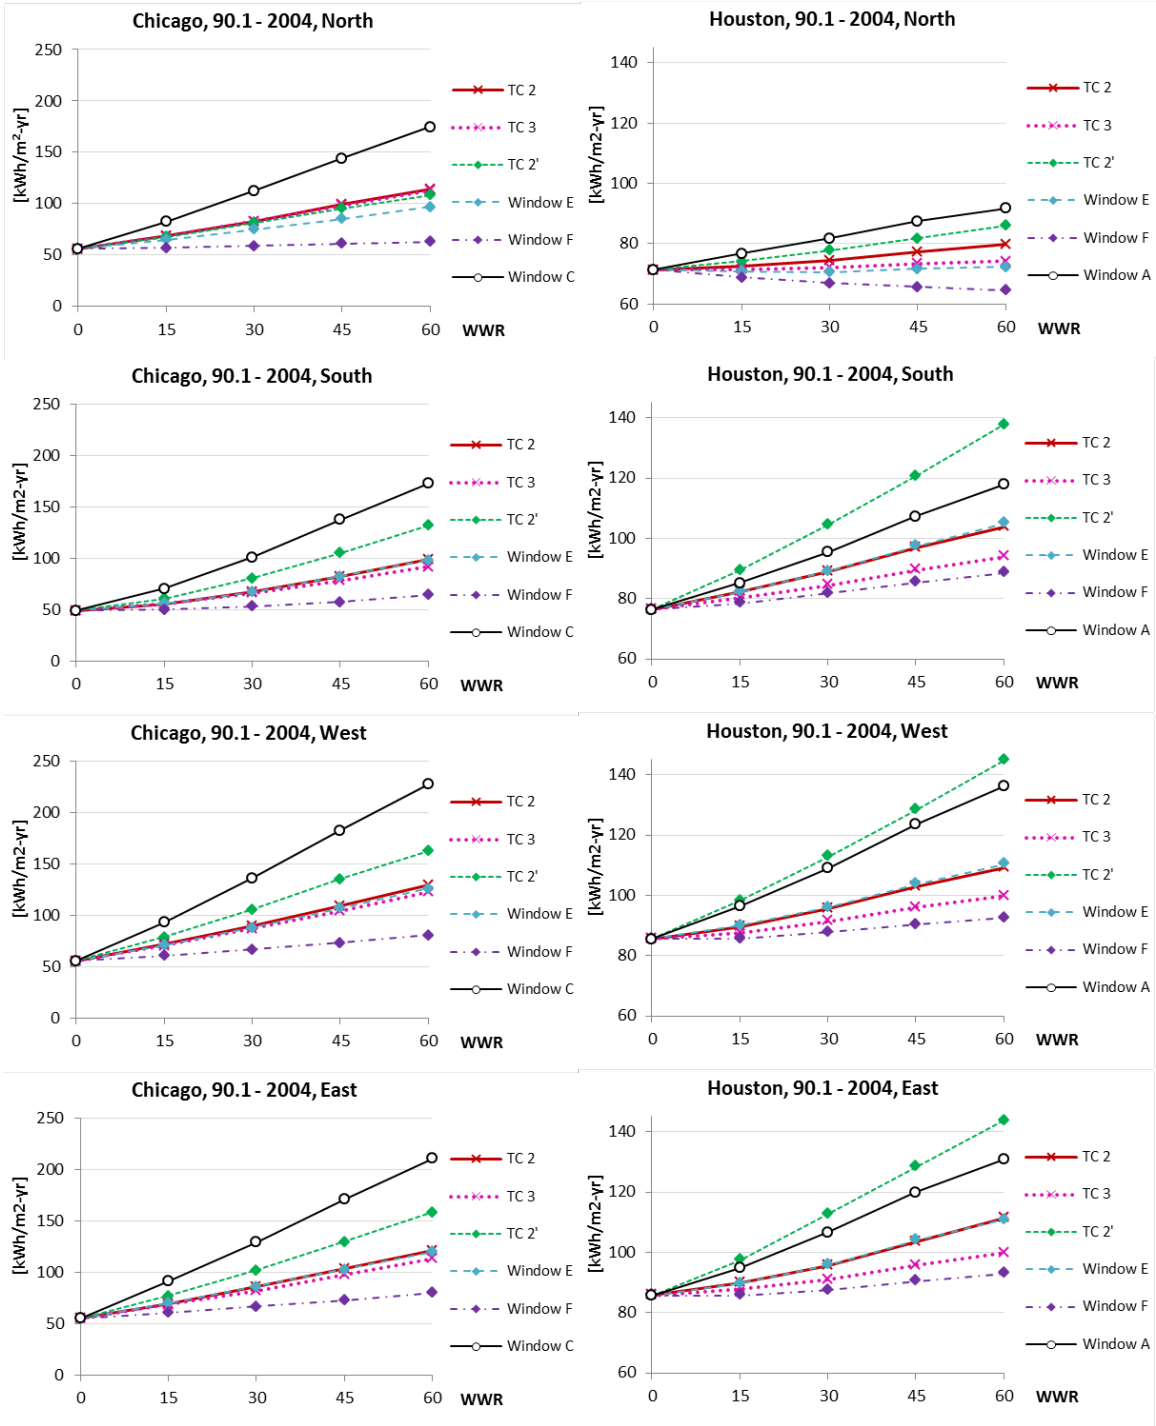 Chicago, 90.1 - 2004, North
[kWh/m²-yr]
250
200
150
100
50
0
0 15 30 45 60 WWR
TC 2
TC 3
TC 2'
Window E
Window F
Window C
Houston, 90.1 - 2004, North
[kWh/m2-yr]
140
120
100
80
60
0 15 30 45 60 WWR
TC 2
TC 3
TC 2'
Window E
Window F
Window A
Chicago, 90.1 - 2004, South
[kWh/m2-yr]
250
200
150
100
50
0
0 15 30 45 60 WWR
TC 2
TC 3
TC 2'
Window E
Window F
Window C
Houston, 90.1 - 2004, South
[kWh/m2-yr]
140
120
100
80
60
0 15 30 45 60 WWR
TC 2
TC 3
TC 2'
Window E
Window F
Window A
Chicago, 90.1 - 2004, West
[kWh/m2-yr]
250
200
150
100
50
0
0 15 30 45 60 WWR
TC 2
TC 3
TC 2'
Window E
Window F
Window C
Houston, 90.1 - 2004, West
[kWh/m2-yr]
140
120
100
80
60
0 15 30 45 60 WWR
TC 2
TC 3
TC 2'
Window E
Window F
Window A
Chicago, 90.1 - 2004, East
[kWh/m2-yr]
250
200
150
100
50
0
0 15 30 45 60 WWR
TC 2
TC 3
TC 2'
Window E
Window F
Window C
Houston, 90.1 - 2004, East
[kWh/m2-yr]
140
120
100
80
60
0 15 30 45 60 WWR
TC 2
TC 3
TC 2'
Window E
Window F
Window A